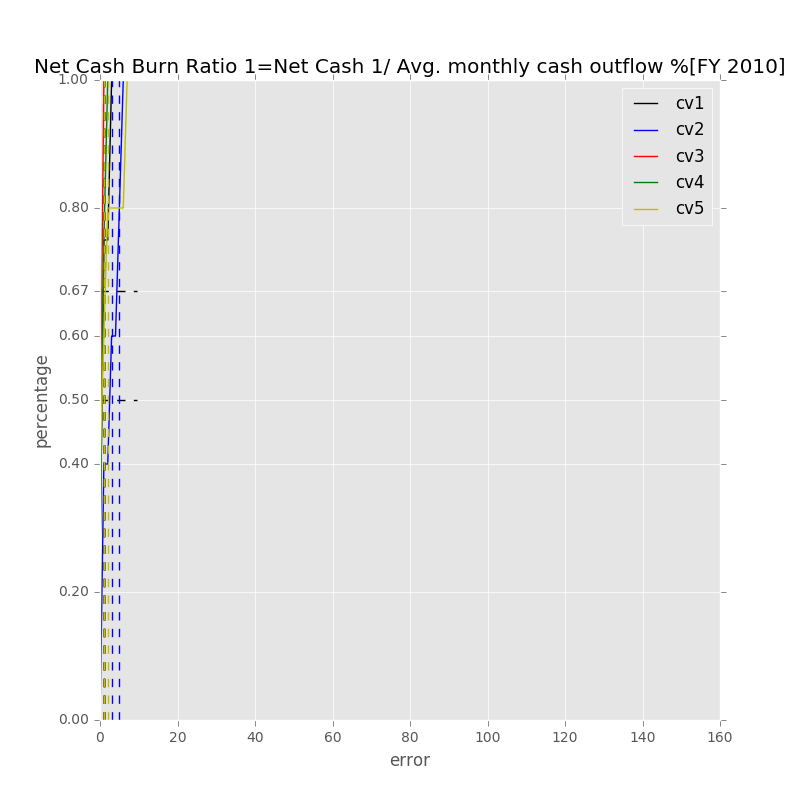 Net Cash Burn Ratio 1=Net Cash 1/ Avg. monthly cash outflow %[FY 2010]
1.00
0.80
0.67
0.60
0.50
0.40
0.20
0.00
percentage
cv1
cv2
cv3
cv4
cv5
0 20 40 60 80 100 120 140 160
error